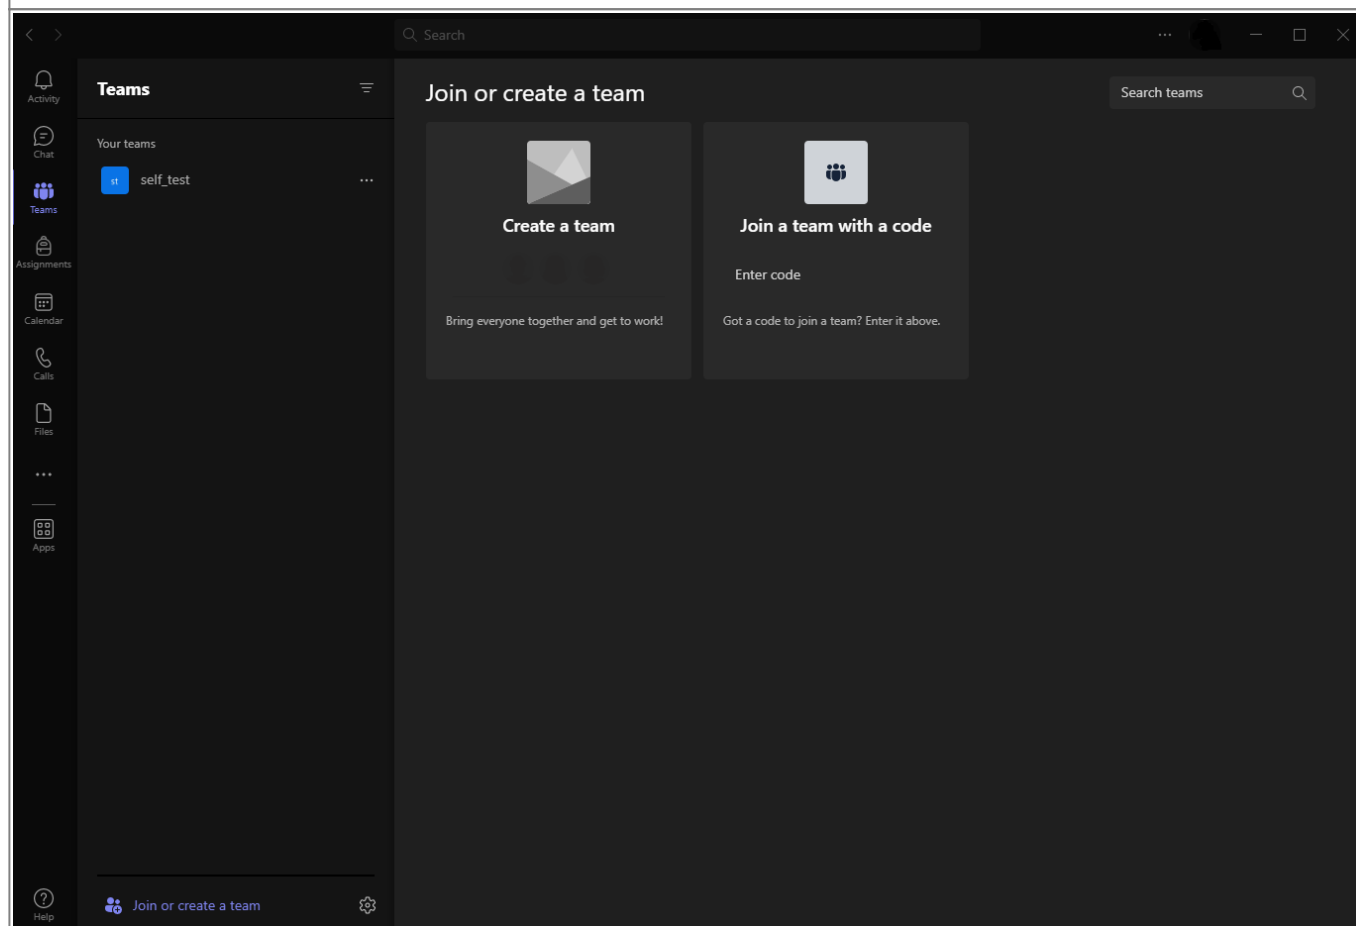 Search
Activity
Chat
Teams
Assignments
Calendar
Calls
Files
Apps
Help
Teams
Your teams
st self_test
Join or create a team
Join or create a team
Search teams
Create a team
Bring everyone together and get to work!
Join a team with a code
Enter code
Got a code to join a team? Enter it above.